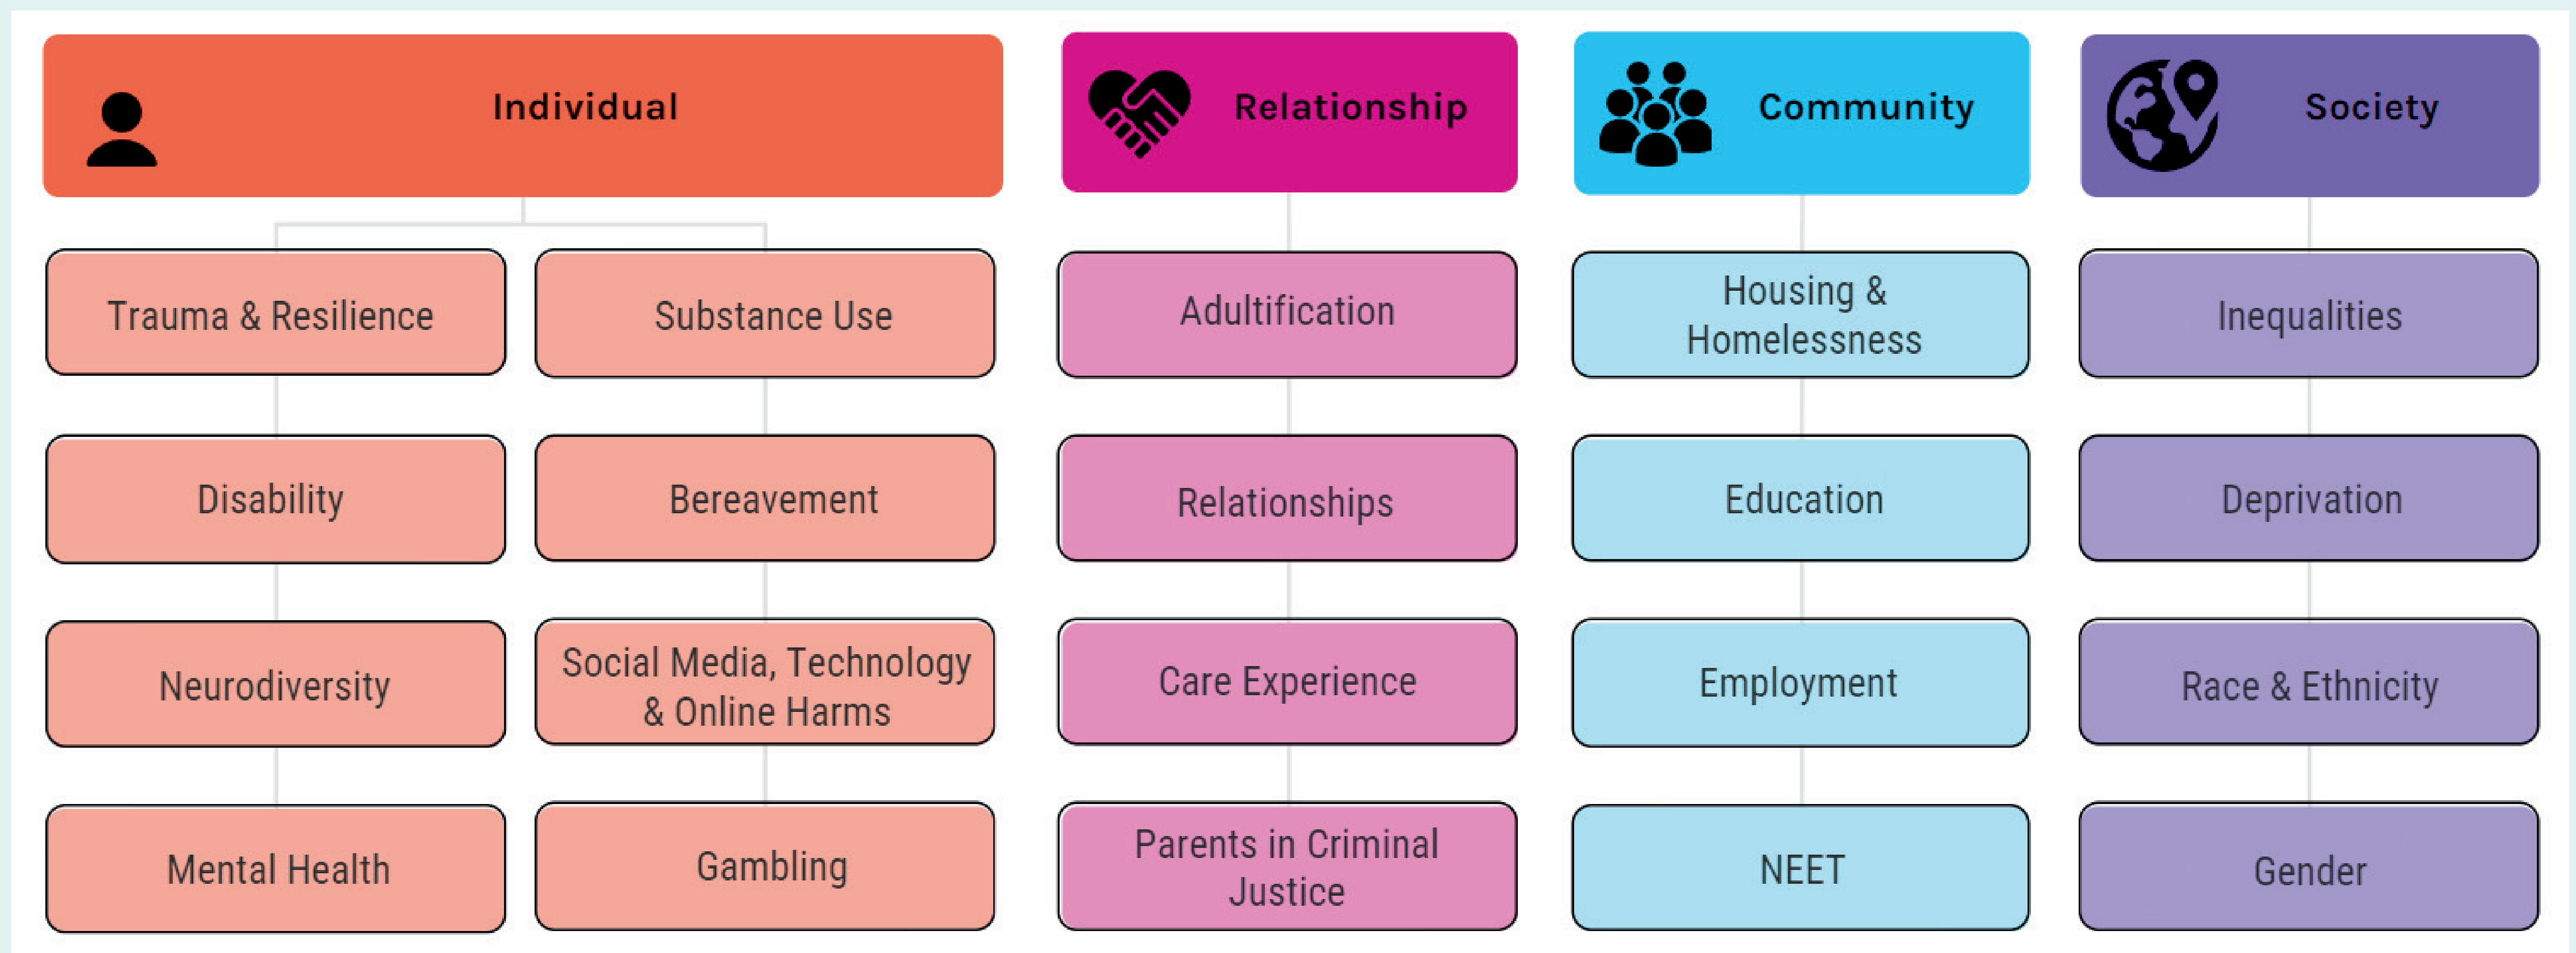 Individual
Trauma & Resilience
Disability
Neurodiversity
Mental Health
Substance Use
Bereavement
Social Media, Technology
& Online Harms
Gambling
Relationship
Adultification
Relationships
Care Experience
Parents in Criminal
Justice
Community
Housing &
Homelessness
Education
Employment
NEET
Society
Inequalities
Deprivation
Race & Ethnicity
Gender